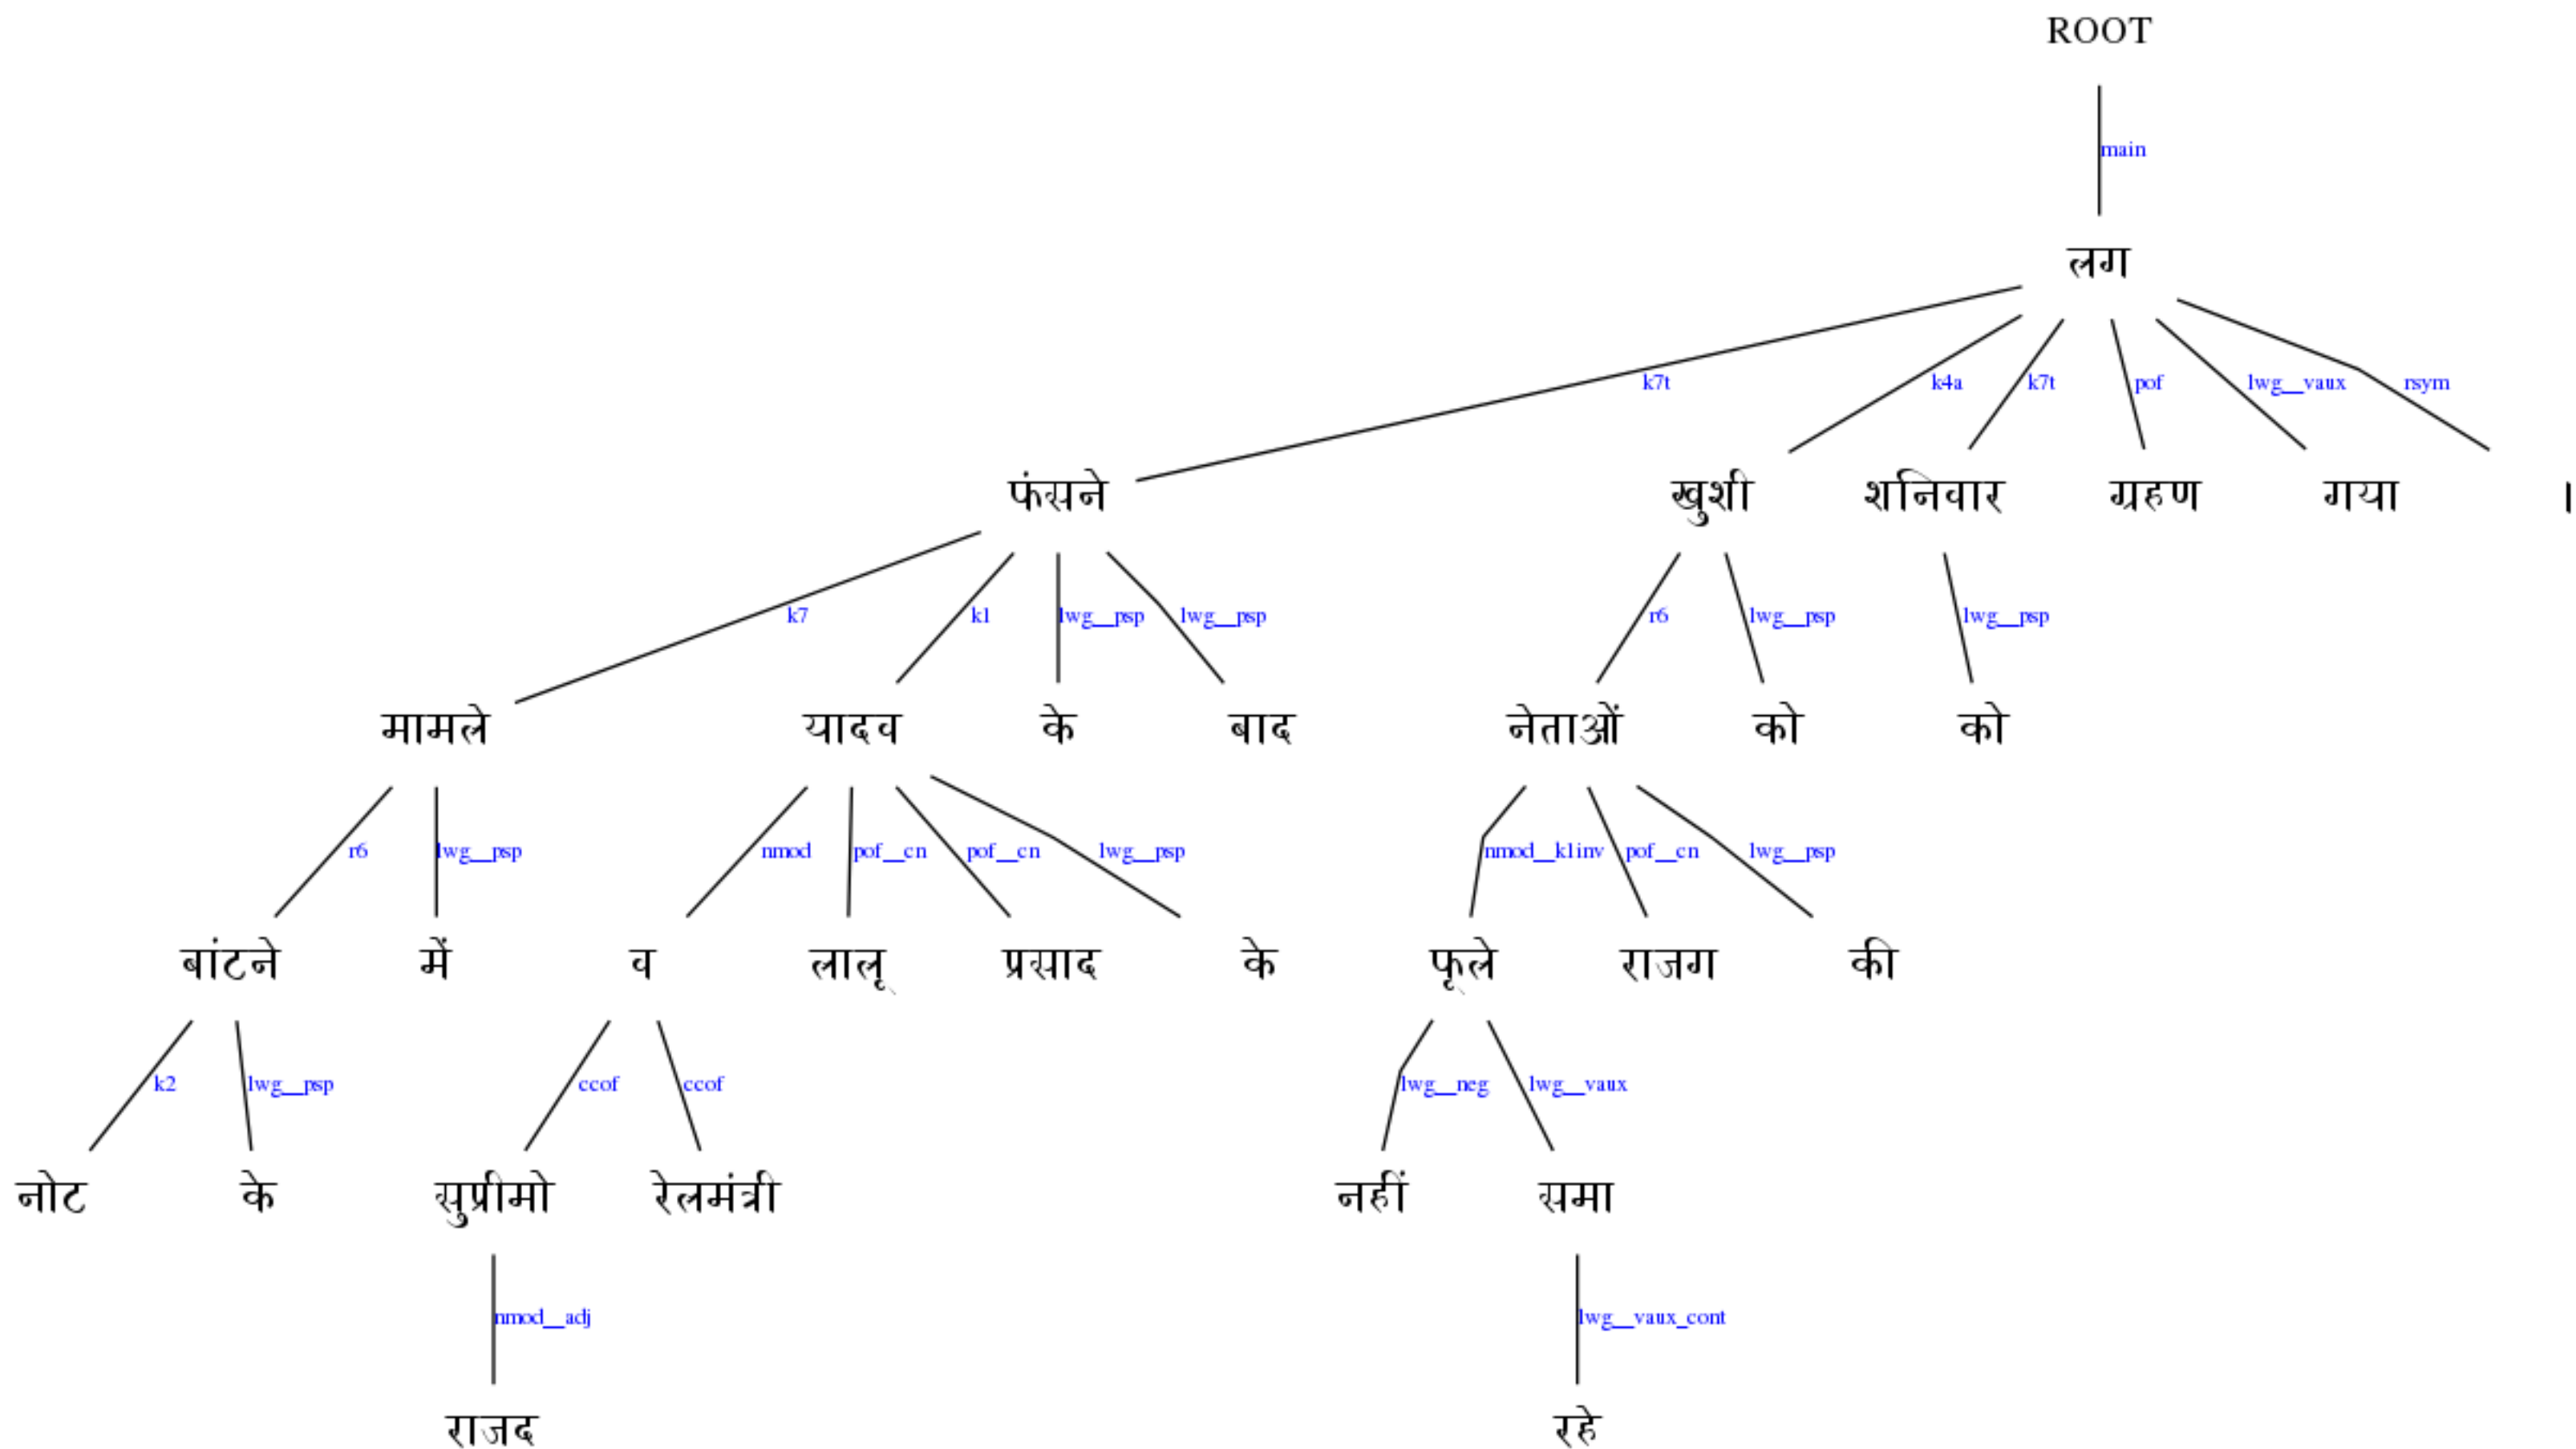 ROOT
main
लग
k7t k4a k7t pof lwg__vaux rsym
फंसने खुशी शनिवार ग्रहण गया ।
k7 k1 lwg__psp lwg__psp r6 lwg__psp lwg__psp
मामले यादव के बाद नेताओं को को
r6 lwg__psp nmod pof__cn pof__cn lwg__psp nmod__k1inv pof__cn lwg__psp
बांटने में व लालू प्रसाद के फूले राजग की
k2 lwg__psp ccof ccof lwg__neg lwg__vaux
नोट के सुप्रीमो रेलमंत्री नहीं समा
nmod__adj lwg__vaux_cont
राजद रहे